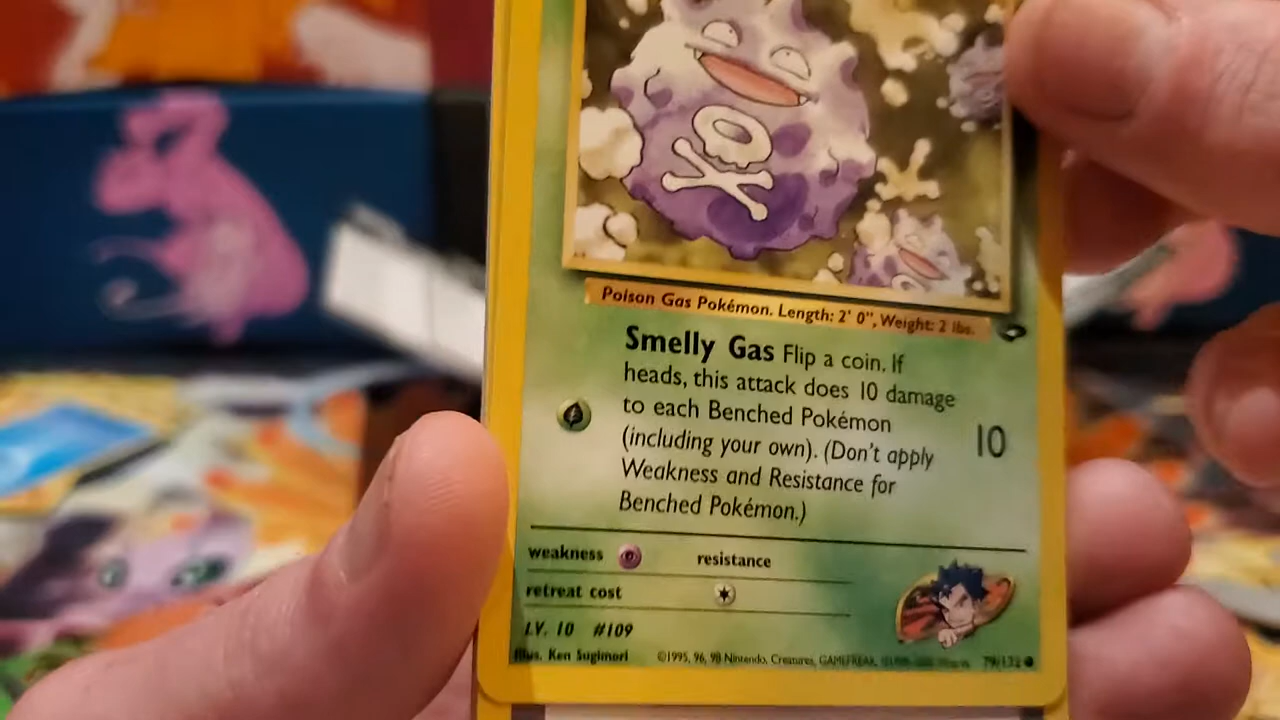 Poison Gas Pokémon. Length: 2' 0", Weight: 2 lbs.
Smelly Gas Flip a coin. If
heads, this attack does 10 damage
to each Benched Pokémon
(including your own). (Don't apply
Weakness and Resistance for
Benched Pokémon.)
10
weakness resistance
retreat cost
LV. 10 #109
Illus. Ken Sugimori ©1995, 96, 98 Nintendo, Creatures, GAMEFREAK. 79/132